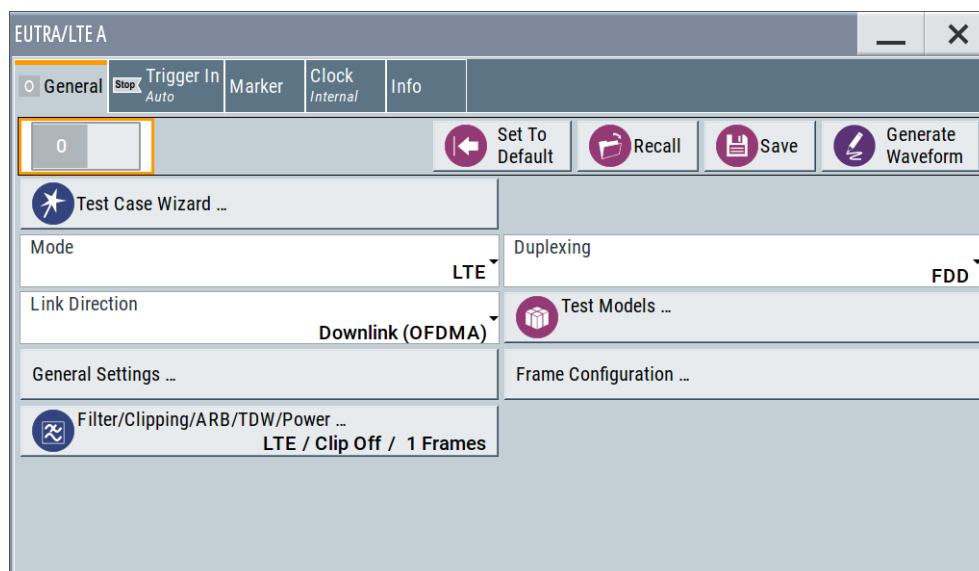 EUTRA/LTE A
0 General
Stop Trigger In
Auto
Marker
Clock
Internal
Info
0
Set To
Default
Recall
Save
Generate
Waveform
Test Case Wizard ...
Mode
LTE
Duplexing
FDD
Link Direction
Downlink (OFDMA)
Test Models ...
General Settings ...
Frame Configuration ...
Filter/Clipping/ARB/TDW/Power ...
LTE / Clip Off / 1 Frames